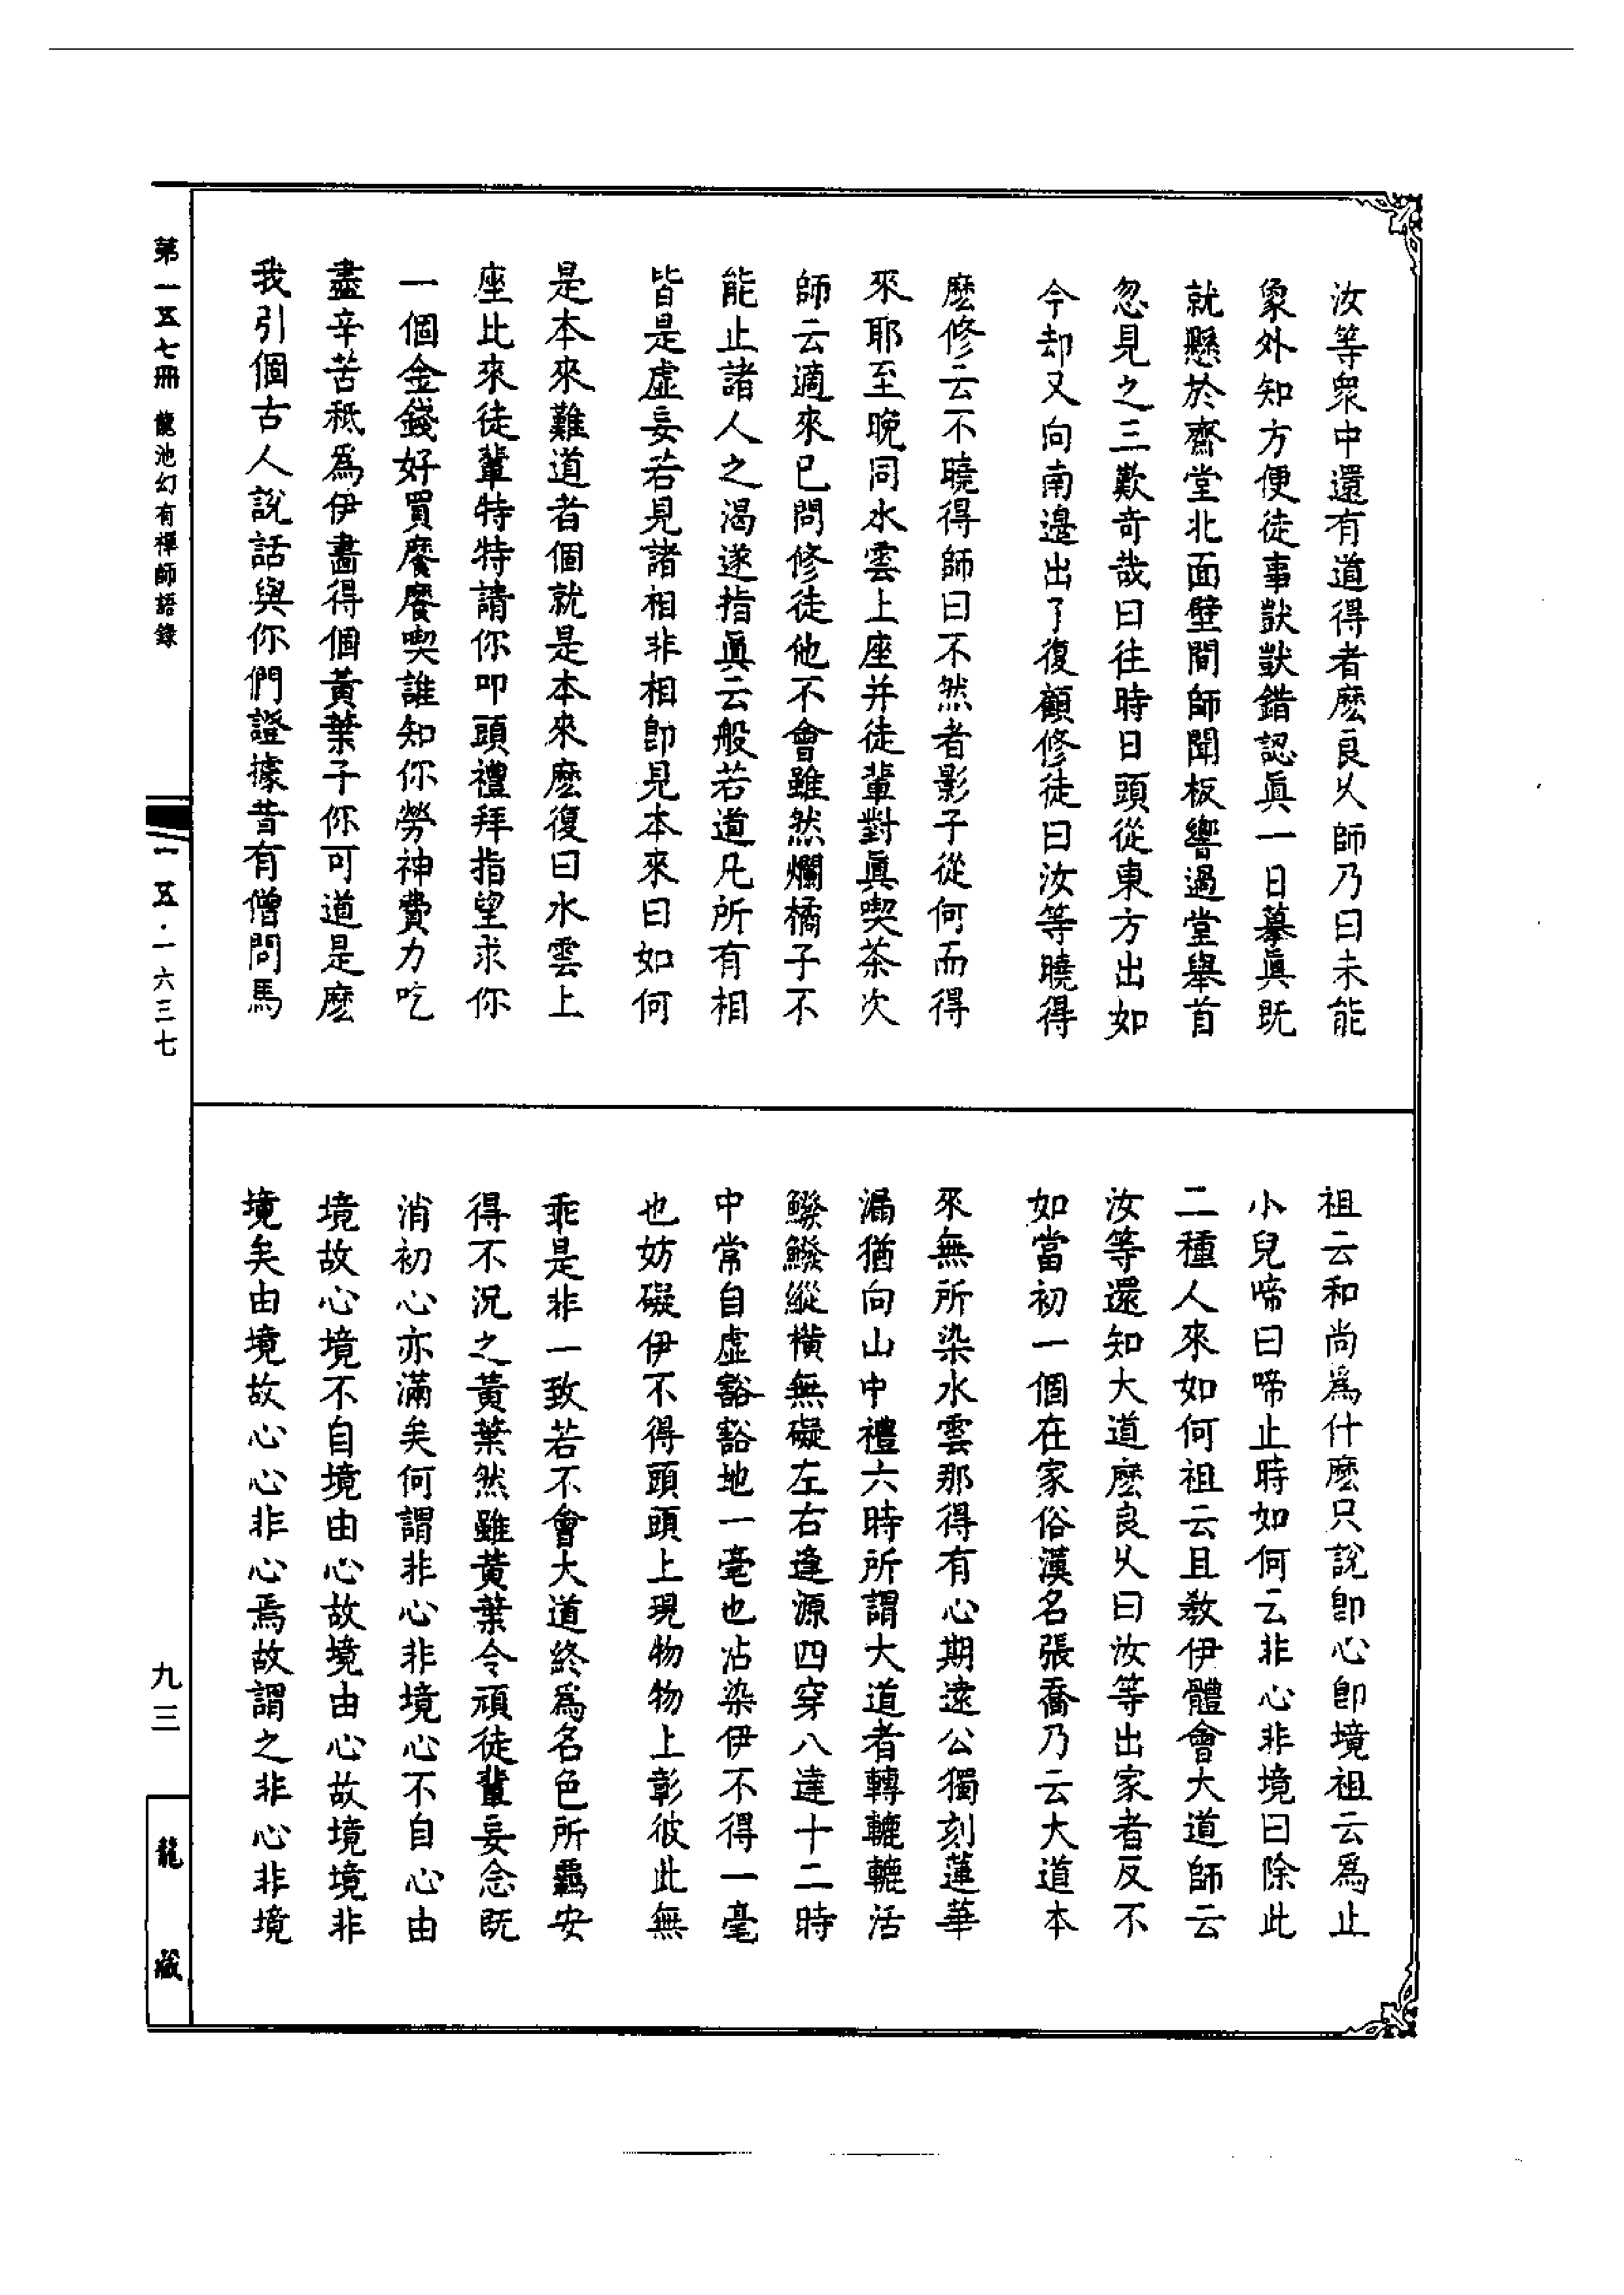 汝等衆中還有道得者麽良久師乃曰未能
象外知方便徒事獃獃錯認眞一日摹眞既
就懸於齋堂北面壁間師聞板響過堂舉首
忽見之三歎奇哉曰往時日頭從東方出如
今却又向南邊出了復顧修徒曰汝等曉得
麽修云不曉得師曰不然者影子從何而得
來耶至晚同水雲上座并徒輩對眞喫茶次
師云適來已問修徒他不會雖然爛橘子不
能止諸人之渴遂指眞云般若道凡所有相
皆是虛妄若見諸相非相卽見本來曰如何
是本來難道者個就是本來麽復曰水雲上
座比來徒輩特特請你叩頭禮拜指望求你
一個金錢好買餈餈喫誰知你勞神費力吃
盡辛苦秪爲伊畵得個黃葉子你可道是麽
我引個古人說話與你們證據昔有僧問馬
祖云和尚爲什麽只說卽心卽境祖云爲止
小兒啼曰啼止時如何云非心非境曰除此
二種人來如何祖云且教伊體會大道師云
汝等還知大道麽良久曰汝等出家者反不
如當初一個在家俗漢名張喬乃云大道本
來無所染水雲那得有心期遠公獨刻蓮華
漏猶向山中禮六時所謂大道者轉轆轆活
鱍鱍縱橫無礙左右逢源四穿八達十二時
中常自虛豁豁地一毫也沾染伊不得一毫
也妨礙伊不得頭頭上現物物上彰彼此無
乖是非一致若不會大道終爲名色所羈安
得不況之黃葉然雖黃葉令頑徒輩妄念既
消初心亦滿矣何謂非心非境心不自心由
境故心境不自境由心故境由心故境境非
境矣由境故心心非心焉故謂之非心非境
第一五七冊 龍池幻有禪師語錄
一五·一六三七
九三
龍藏